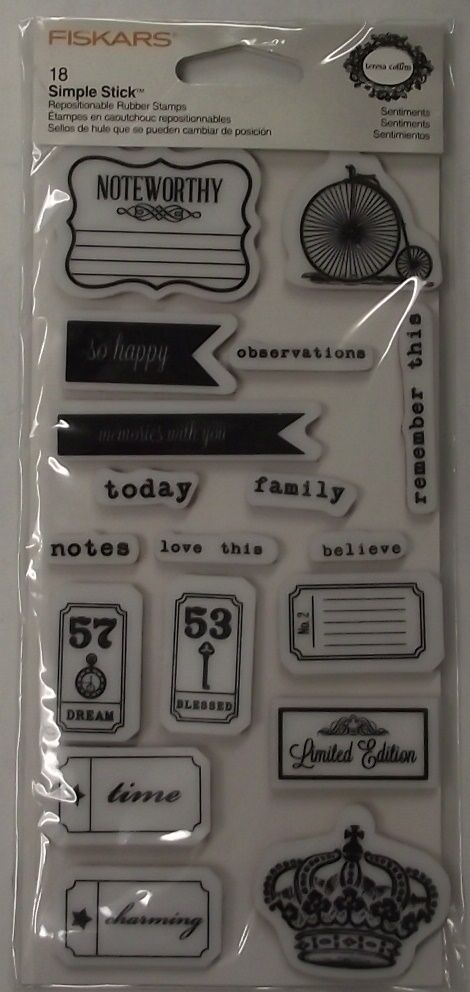 FISKARS
18
Simple Stick™
Repositionable Rubber Stamps
Étampes en caoutchouc repositionnables
Sellos de hule que se pueden cambiar de posición
teresa collins
Sentiments
Sentiments
Sentimientos
NOTEWORTHY
so happy
observations
remember this
memories with you
today
family
notes
love this
believe
57
DREAM
53
BLESSED
No. 2
Limited Edition
time
charming